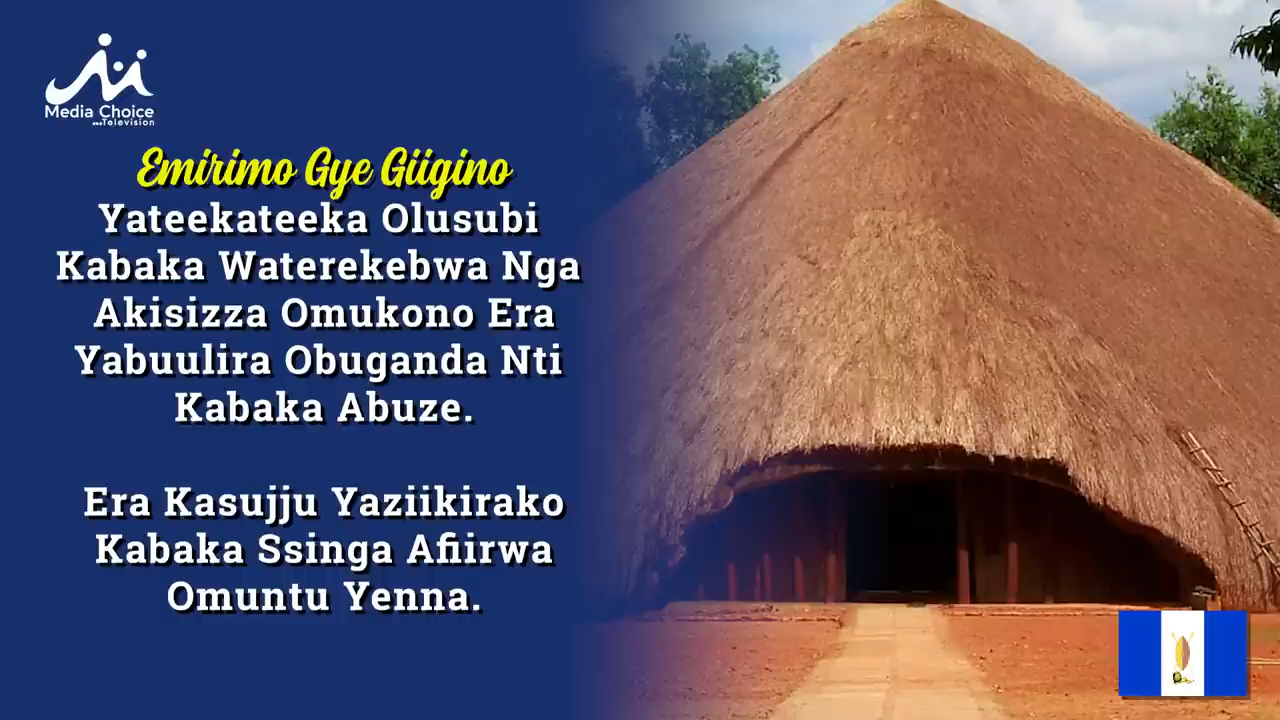 Media Choice
...Television
Emirimo Gye Giigino
Yateekateeka Olusubi
Kabaka Waterekebwa Nga
Akisizza Omukono Era
Yabuulira Obuganda Nti
Kabaka Abuze.
Era Kasujju Yaziikirako
Kabaka Ssinga Afiirwa
Omuntu Yenna.